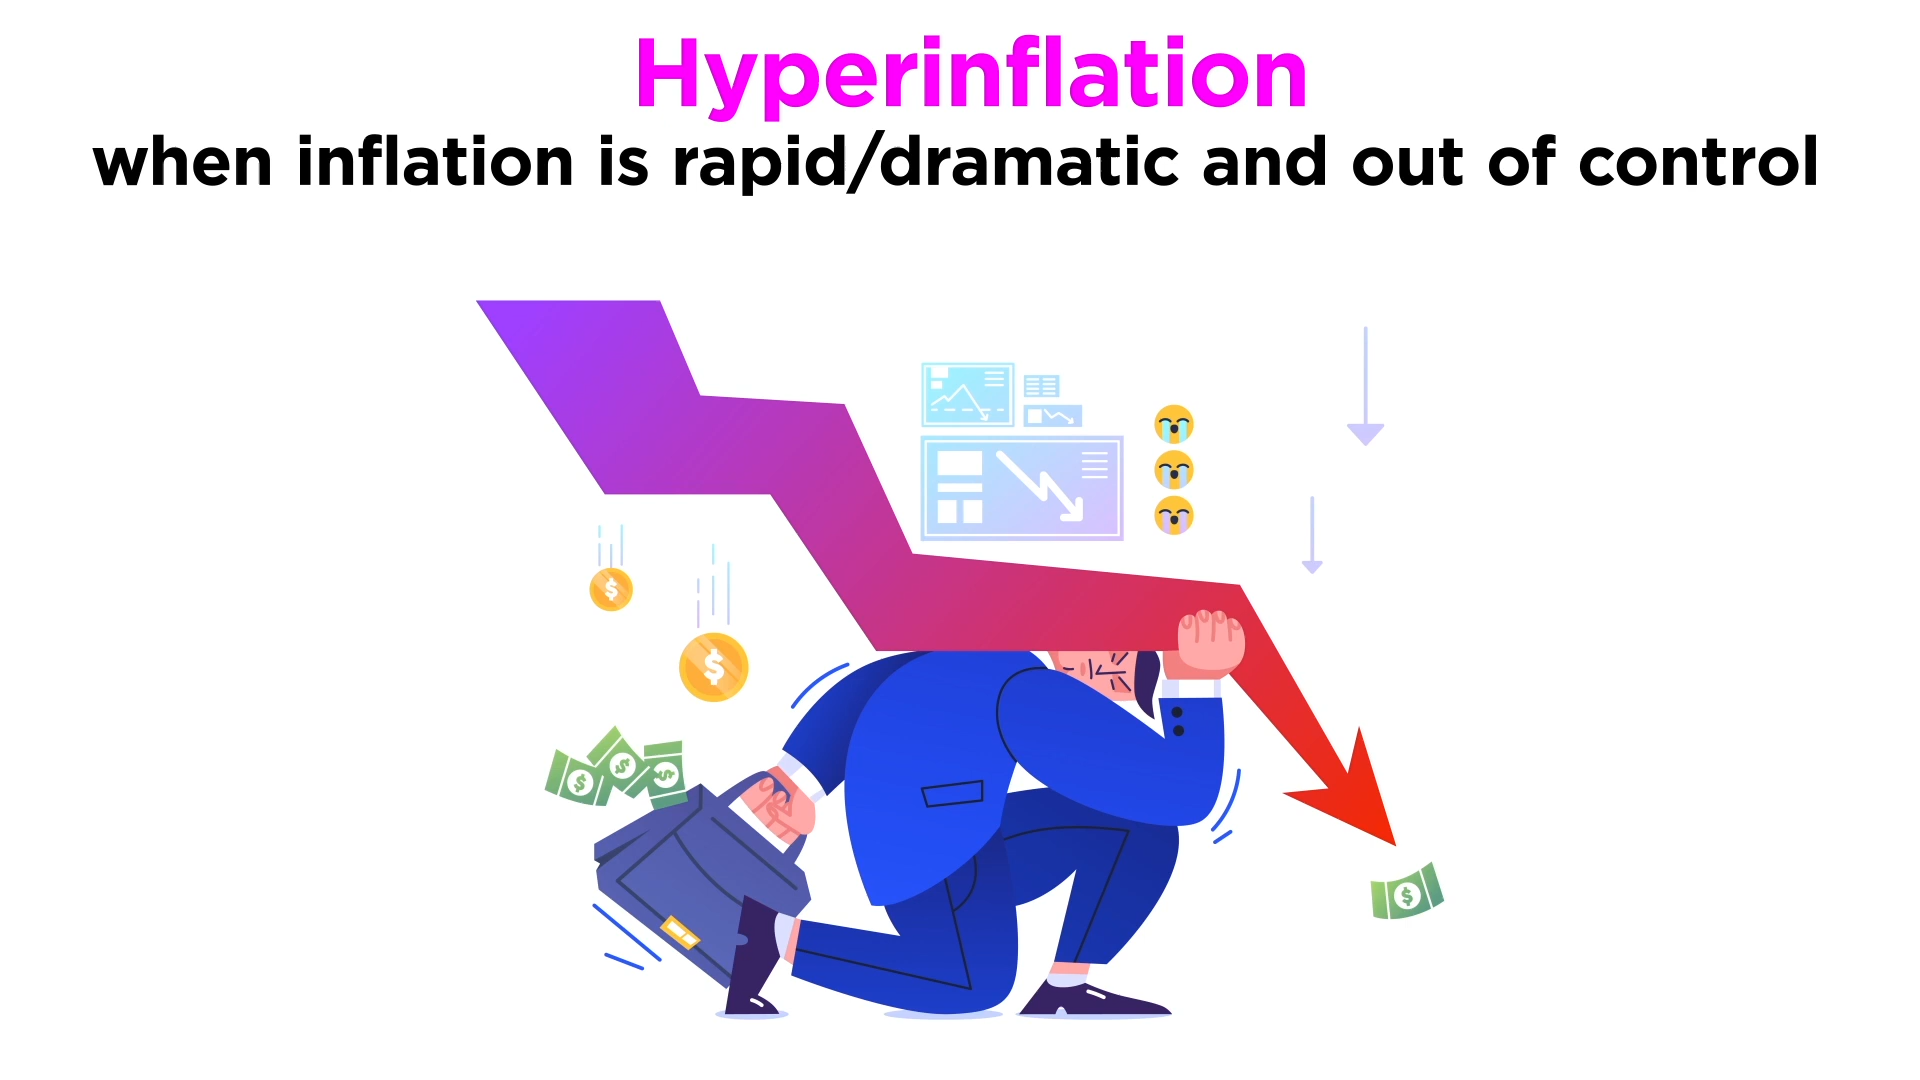 Hyperinflation
when inflation is rapid/dramatic and out of control